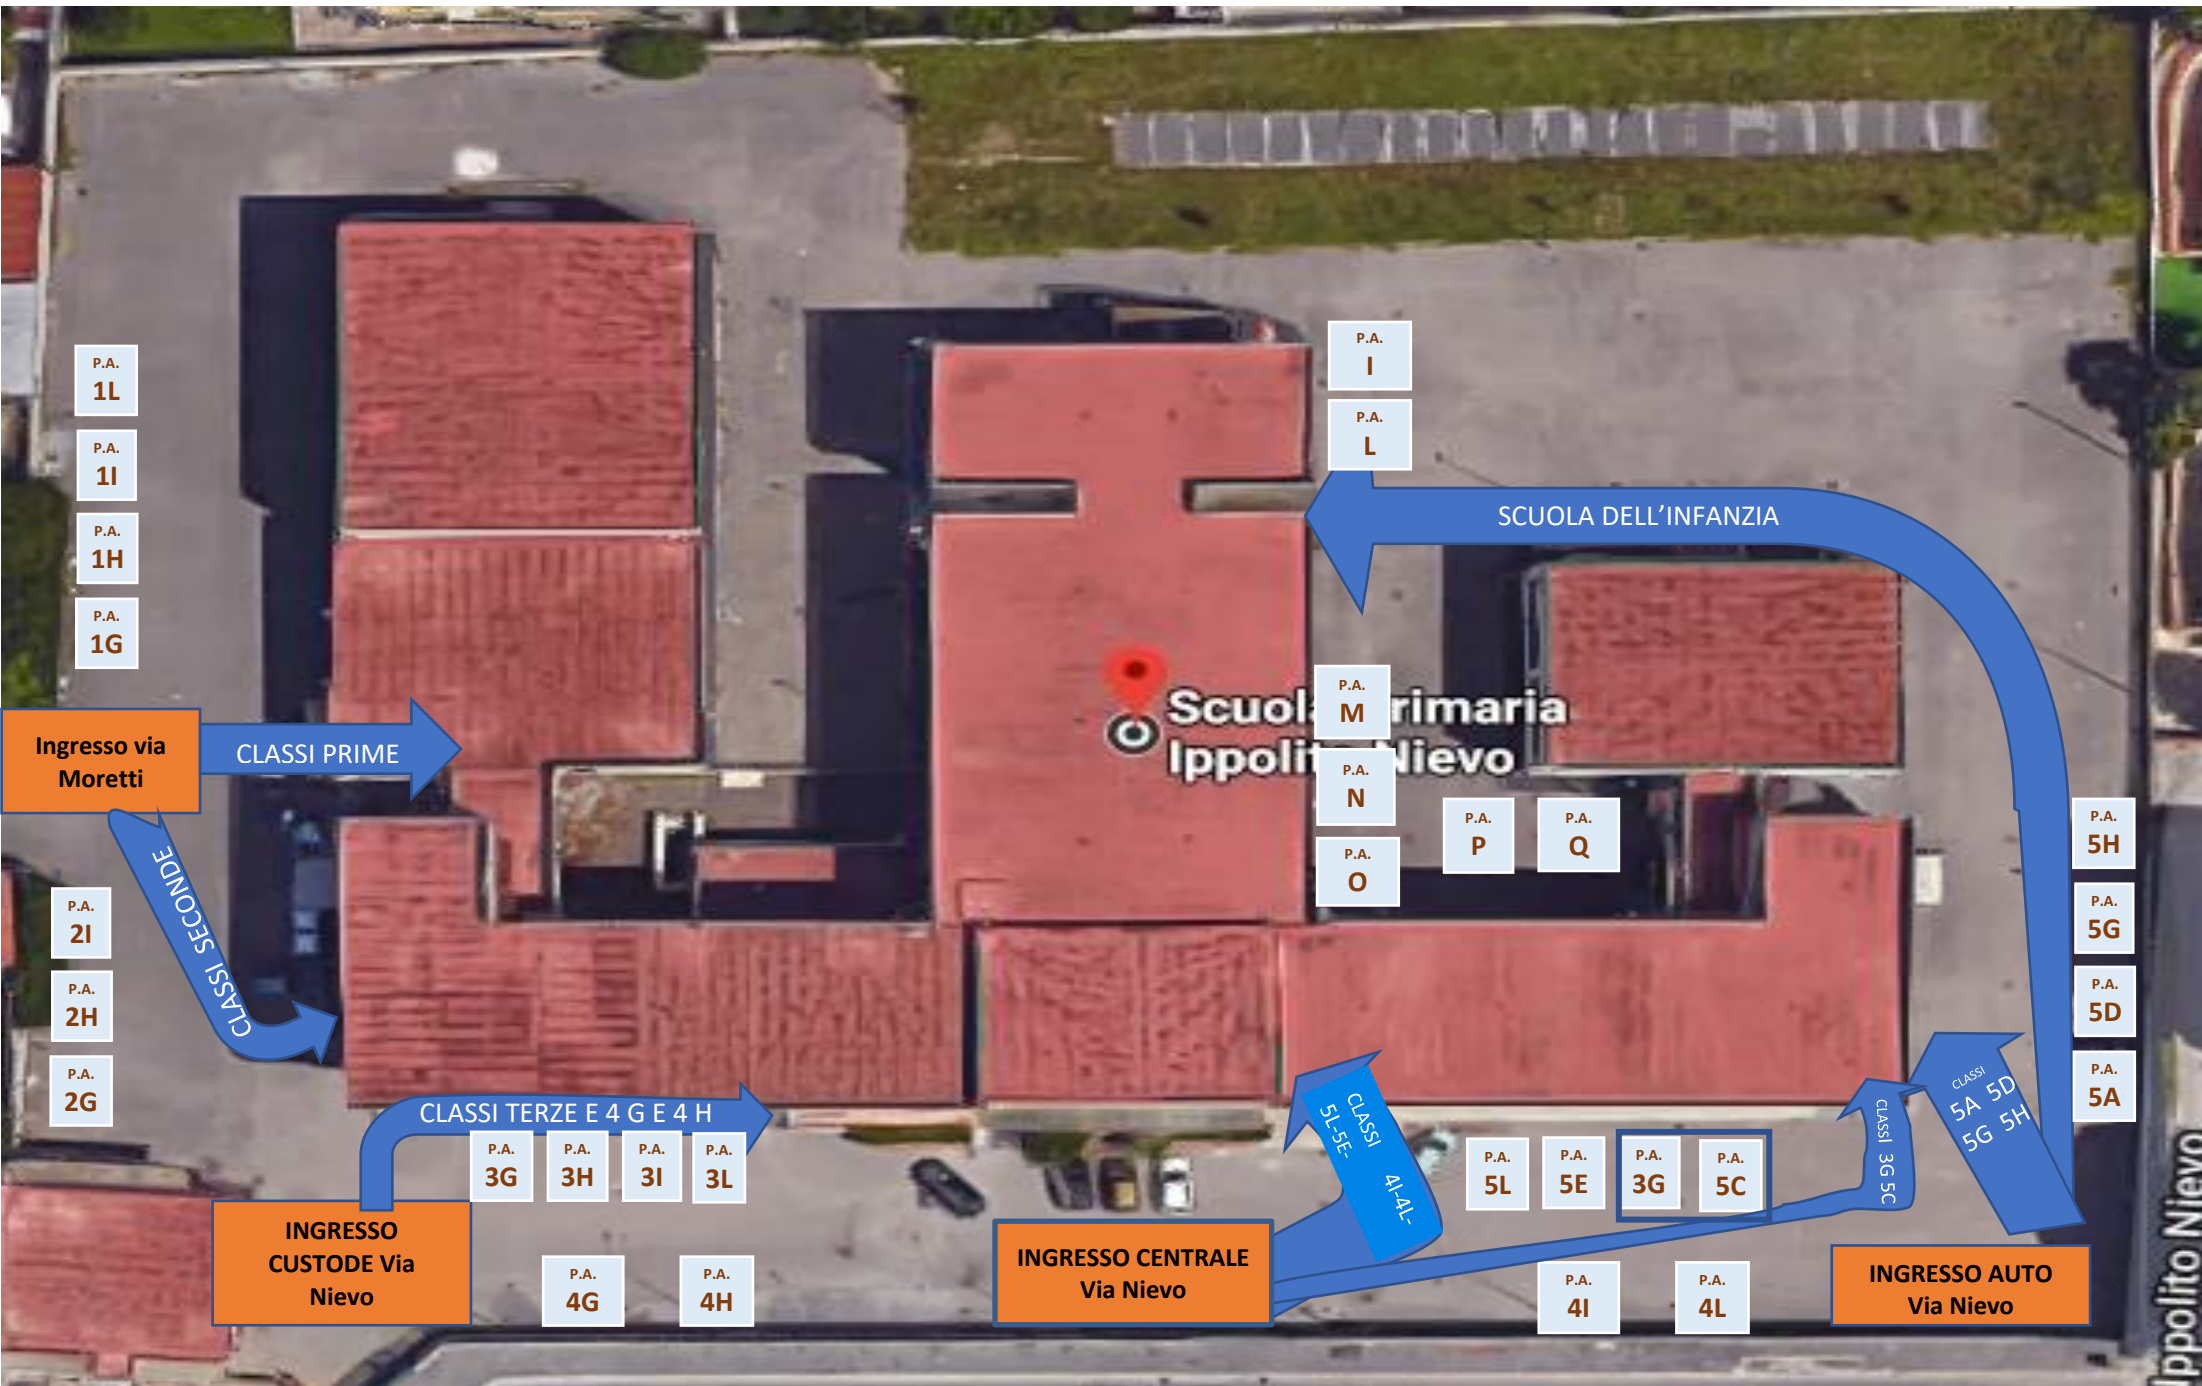 P.A.
I
P.A.
L
P.A.
1L
P.A.
1I
P.A.
1H
P.A.
1G
SCUOLA DELL'INFANZIA
Ingresso via
Moretti
CLASSI PRIME
CLASSI SECONDE
Scuola Primaria
Ippolito Nievo
P.A.
M
P.A.
N
P.A.
O
P.A.
P
P.A.
Q
P.A.
5H
P.A.
5G
P.A.
5D
P.A.
5A
P.A.
2I
P.A.
2H
P.A.
2G
CLASSI TERZE E 4 G E 4 H
P.A.
3G
P.A.
3H
P.A.
3I
P.A.
3L
CLASSI 4I-4L-
5L-5E-
P.A.
5L
P.A.
5E
P.A.
3G
P.A.
5C
CLASSI 3G 5C
CLASSI
5A 5D
5G 5H
INGRESSO
CUSTODE Via
Nievo
P.A.
4G
P.A.
4H
INGRESSO CENTRALE
Via Nievo
P.A.
4I
P.A.
4L
INGRESSO AUTO
Via Nievo
Ippolito Nievo